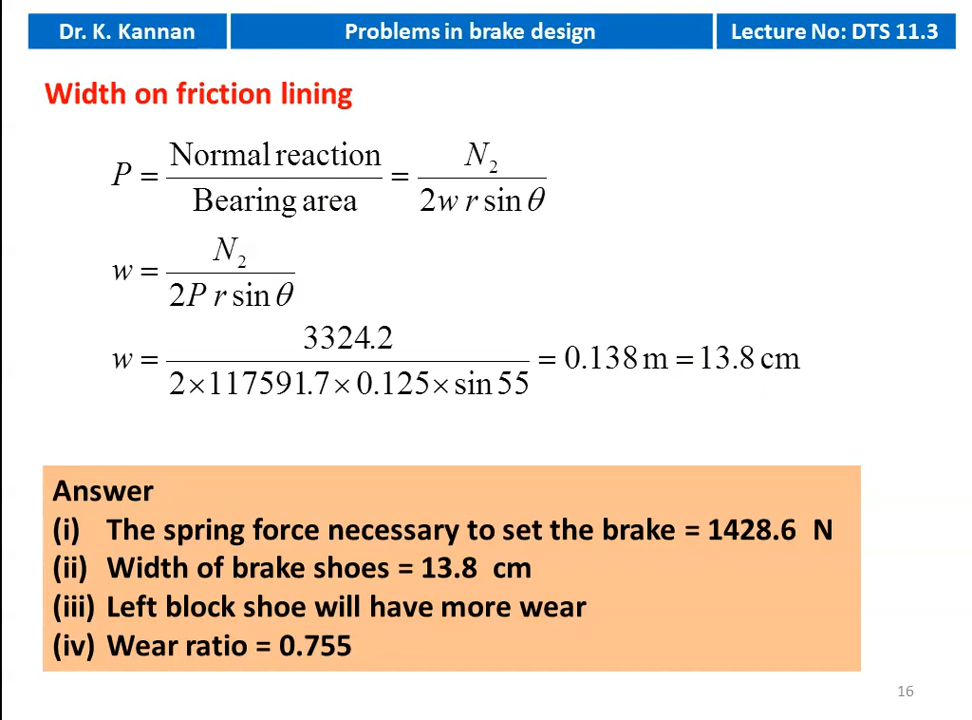 Dr. K. Kannan Problems in brake design Lecture No: DTS 11.3
Width on friction lining
P = Normal reaction / Bearing area = N₂ / 2 w r sin θ
w = N₂ / 2P r sin θ
w = 3324.2 / 2×117591.7×0.125×sin 55 = 0.138 m = 13.8 cm
Answer
(i) The spring force necessary to set the brake = 1428.6 N
(ii) Width of brake shoes = 13.8 cm
(iii) Left block shoe will have more wear
(iv) Wear ratio = 0.755
16